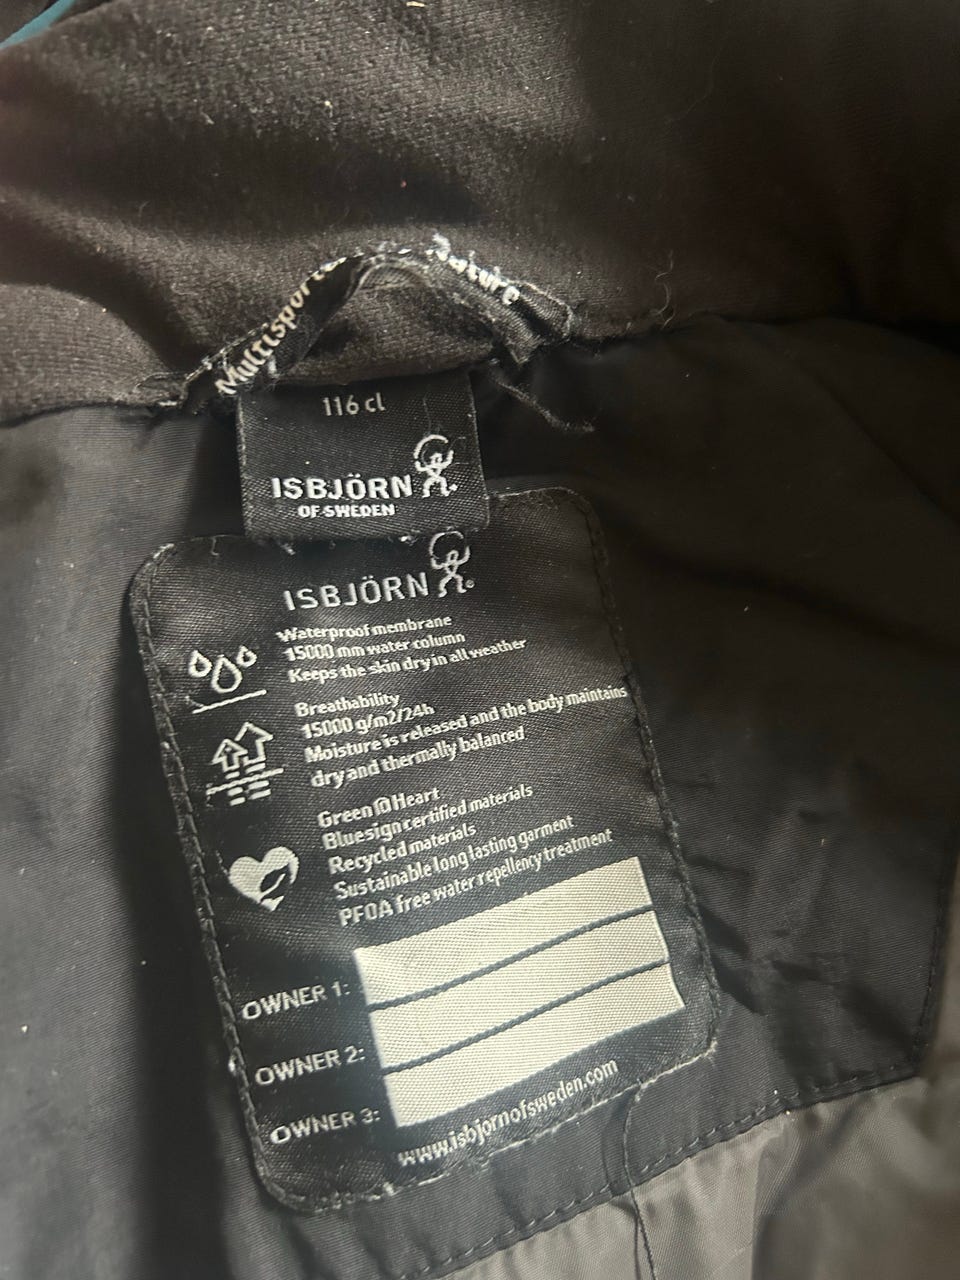 Multisport
Nature
116 cl
ISBJÖRN
OF SWEDEN
ISBJÖRN
Waterproof membrane
15000 mm water column
Keeps the skin dry in all weather
Breathability
15000 g/m2/24h
Moisture is released and the body maintains
dry and thermally balanced
Green@Heart
Bluesign certified materials
Recycled materials
Sustainable long lasting garment
PFOA free water repellency treatment
OWNER 1:
OWNER 2:
OWNER 3:
www.isbjornofsweden.com